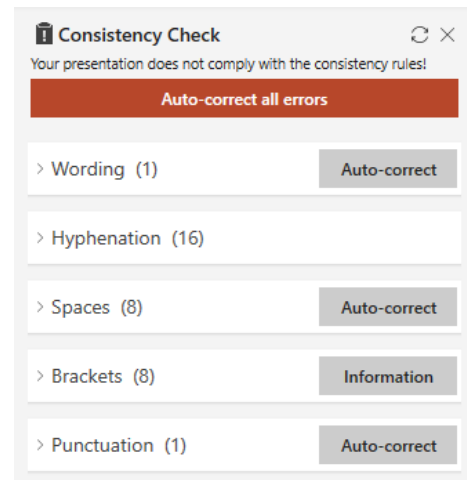 Consistency Check
Your presentation does not comply with the consistency rules!
Auto-correct all errors
Wording (1) Auto-correct
Hyphenation (16)
Spaces (8) Auto-correct
Brackets (8) Information
Punctuation (1) Auto-correct